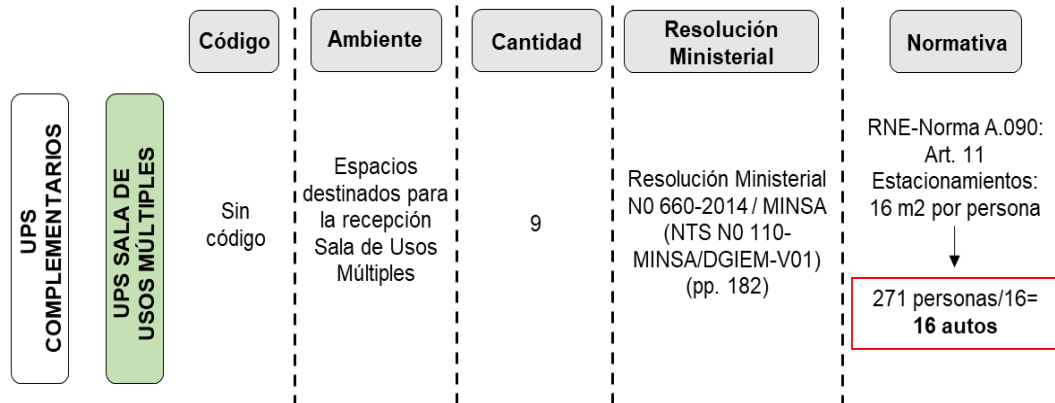 Código
Ambiente
Cantidad
Resolución
Ministerial
Normativa
UPS
COMPLEMENTARIOS
UPS SALA DE
USOS MÚLTIPLES
Sin
código
Espacios
destinados para
la recepción
Sala de Usos
Múltiples
9
Resolución Ministerial
N0 660-2014 / MINSA
(NTS N0 110-
MINSA/DGIEM-V01)
(pp. 182)
RNE-Norma A.090:
Art. 11
Estacionamientos:
16 m2 por persona
271 personas/16=
16 autos